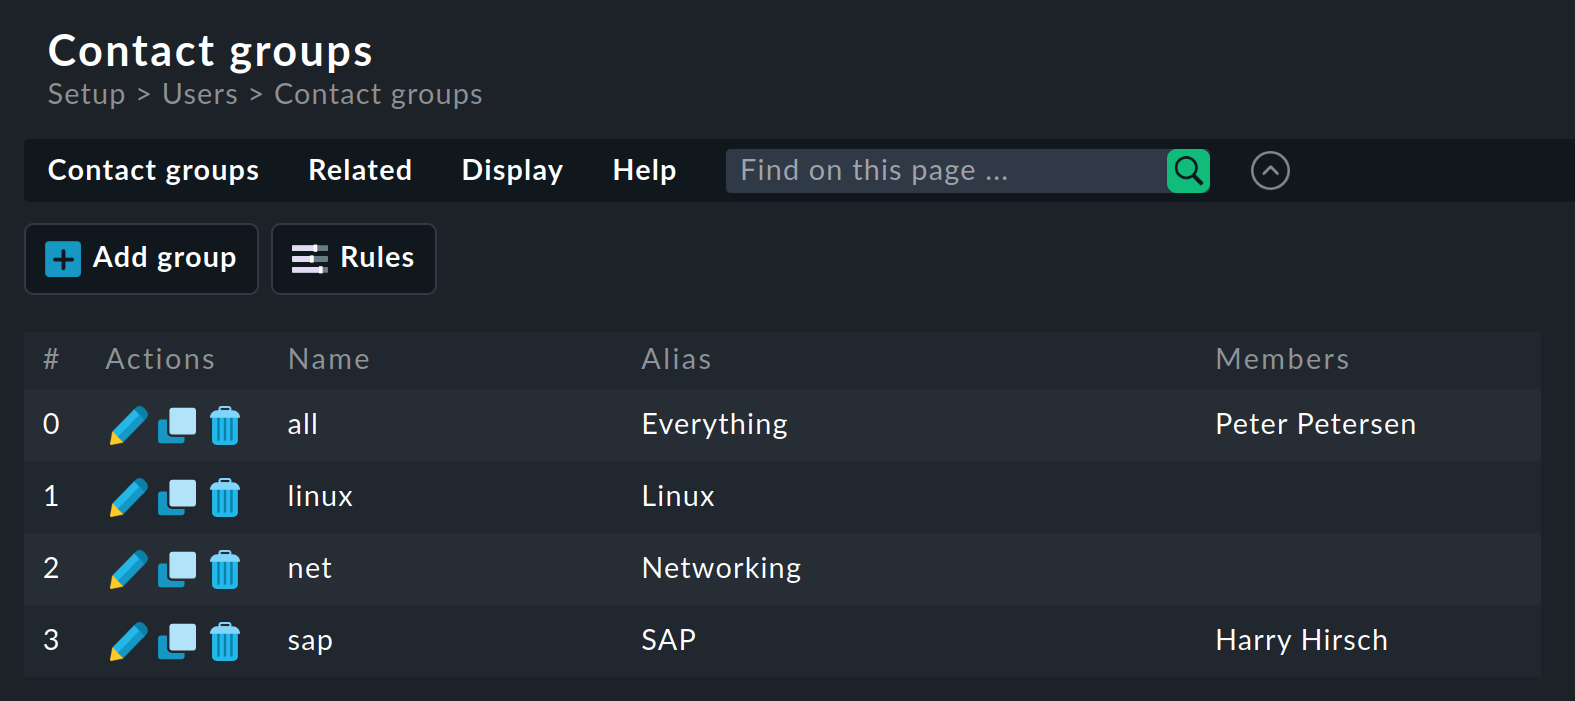 Contact groups
Setup > Users > Contact groups
Contact groups Related Display Help Find on this page ...
Add group Rules
# Actions Name Alias Members
0 all Everything Peter Petersen
1 linux Linux
2 net Networking
3 sap SAP Harry Hirsch